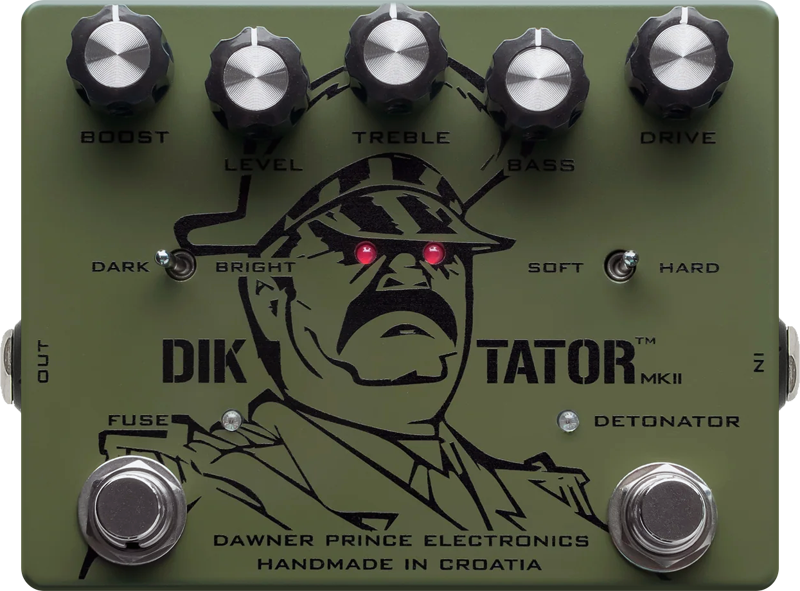 BOOST
LEVEL
TREBLE
BASS
DRIVE
DARK
BRIGHT
SOFT
HARD
OUT
DIK TATOR™ MKII
IN
FUSE
DETONATOR
DAWNER PRINCE ELECTRONICS
HANDMADE IN CROATIA